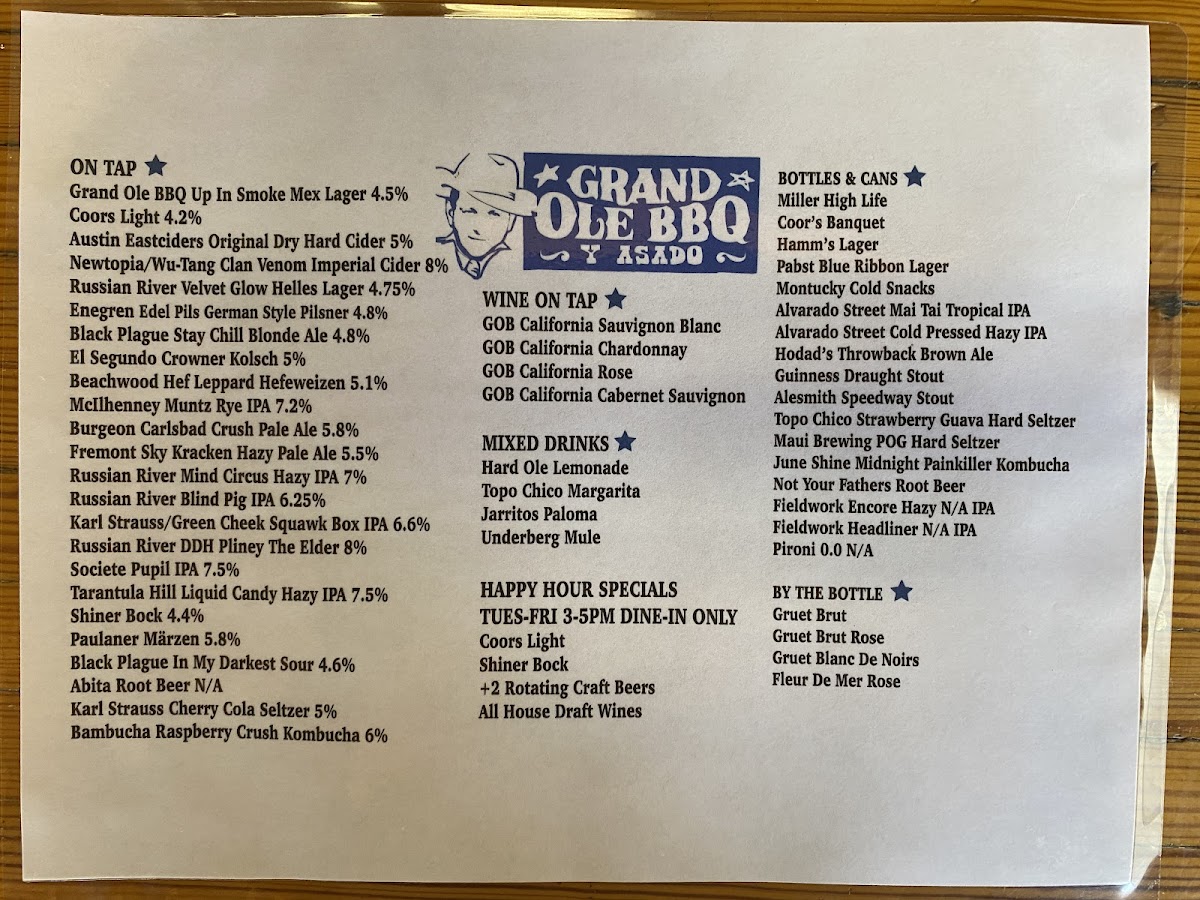 ON TAP
Grand Ole BBQ Up In Smoke Mex Lager 4.5%
Coors Light 4.2%
Austin Eastciders Original Dry Hard Cider 5%
Newtopia/Wu-Tang Clan Venom Imperial Cider 8%
Russian River Velvet Glow Helles Lager 4.75%
Enegren Edel Pils German Style Pilsner 4.8%
Black Plague Stay Chill Blonde Ale 4.8%
El Segundo Crowner Kolsch 5%
Beachwood Hef Leppard Hefeweizen 5.1%
McIlhenney Muntz Rye IPA 7.2%
Burgeon Carlsbad Crush Pale Ale 5.8%
Fremont Sky Kracken Hazy Pale Ale 5.5%
Russian River Mind Circus Hazy IPA 7%
Russian River Blind Pig IPA 6.25%
Karl Strauss/Green Cheek Squawk Box IPA 6.6%
Russian River DDH Pliney The Elder 8%
Societe Pupil IPA 7.5%
Tarantula Hill Liquid Candy Hazy IPA 7.5%
Shiner Bock 4.4%
Paulaner Märzen 5.8%
Black Plague In My Darkest Sour 4.6%
Abita Root Beer N/A
Karl Strauss Cherry Cola Seltzer 5%
Bambucha Raspberry Crush Kombucha 6%
GRAND
OLE BBQ
Y ASADO
WINE ON TAP
GOB California Sauvignon Blanc
GOB California Chardonnay
GOB California Rose
GOB California Cabernet Sauvignon
MIXED DRINKS
Hard Ole Lemonade
Topo Chico Margarita
Jarritos Paloma
Underberg Mule
HAPPY HOUR SPECIALS
TUES-FRI 3-5PM DINE-IN ONLY
Coors Light
Shiner Bock
+2 Rotating Craft Beers
All House Draft Wines
BOTTLES & CANS
Miller High Life
Coor's Banquet
Hamm's Lager
Pabst Blue Ribbon Lager
Montucky Cold Snacks
Alvarado Street Mai Tai Tropical IPA
Alvarado Street Cold Pressed Hazy IPA
Hodad's Throwback Brown Ale
Guinness Draught Stout
Alesmith Speedway Stout
Topo Chico Strawberry Guava Hard Seltzer
Maui Brewing POG Hard Seltzer
June Shine Midnight Painkiller Kombucha
Not Your Fathers Root Beer
Fieldwork Encore Hazy N/A IPA
Fieldwork Headliner N/A IPA
Pironi 0.0 N/A
BY THE BOTTLE
Gruet Brut
Gruet Brut Rose
Gruet Blanc De Noirs
Fleur De Mer Rose